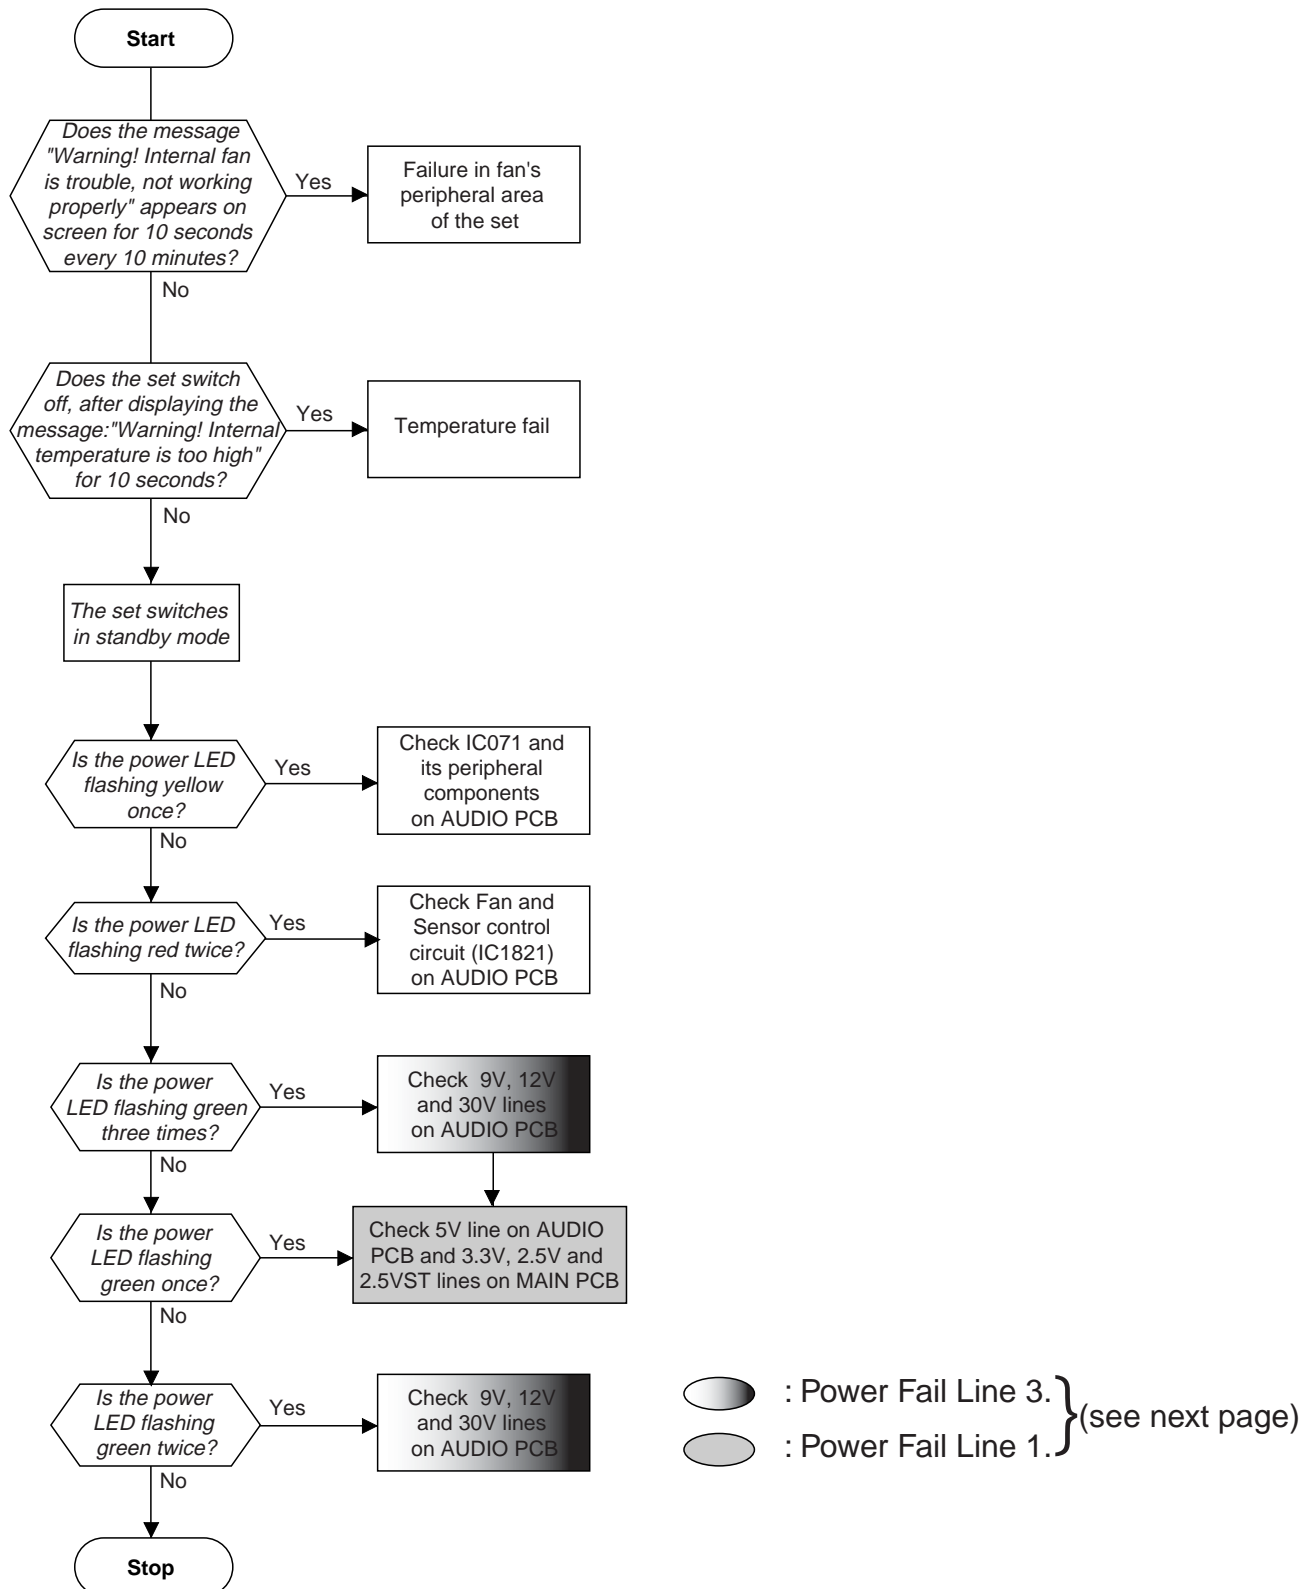 Start
Does the message
"Warning! Internal fan
is trouble, not working
properly" appears on
screen for 10 seconds
every 10 minutes?
Yes
Failure in fan's
peripheral area
of the set
No
Does the set switch
off, after displaying the
message:"Warning! Internal
temperature is too high"
for 10 seconds?
Yes
Temperature fail
No
The set switches
in standby mode
Is the power LED
flashing yellow
once?
Yes
Check IC071 and
its peripheral
components
on AUDIO PCB
No
Is the power LED
flashing red twice?
Yes
Check Fan and
Sensor control
circuit (IC1821)
on AUDIO PCB
No
Is the power
LED flashing green
three times?
Yes
Check 9V, 12V
and 30V lines
on AUDIO PCB
No
Is the power
LED flashing
green once?
Yes
Check 5V line on AUDIO
PCB and 3.3V, 2.5V and
2.5VST lines on MAIN PCB
No
Is the power
LED flashing
green twice?
Yes
Check 9V, 12V
and 30V lines
on AUDIO PCB
No
Stop
: Power Fail Line 3.
: Power Fail Line 1.
(see next page)